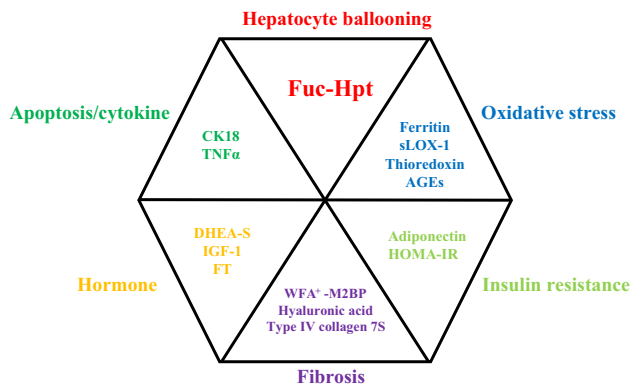 Hepatocyte ballooning
Fuc-Hpt
Apoptosis/cytokine
CK18
TNFα
Oxidative stress
Ferritin
sLOX-1
Thioredoxin
AGEs
Hormone
DHEA-S
IGF-1
FT
Insulin resistance
Adiponectin
HOMA-IR
WFA⁺ -M2BP
Hyaluronic acid
Type IV collagen 7S
Fibrosis